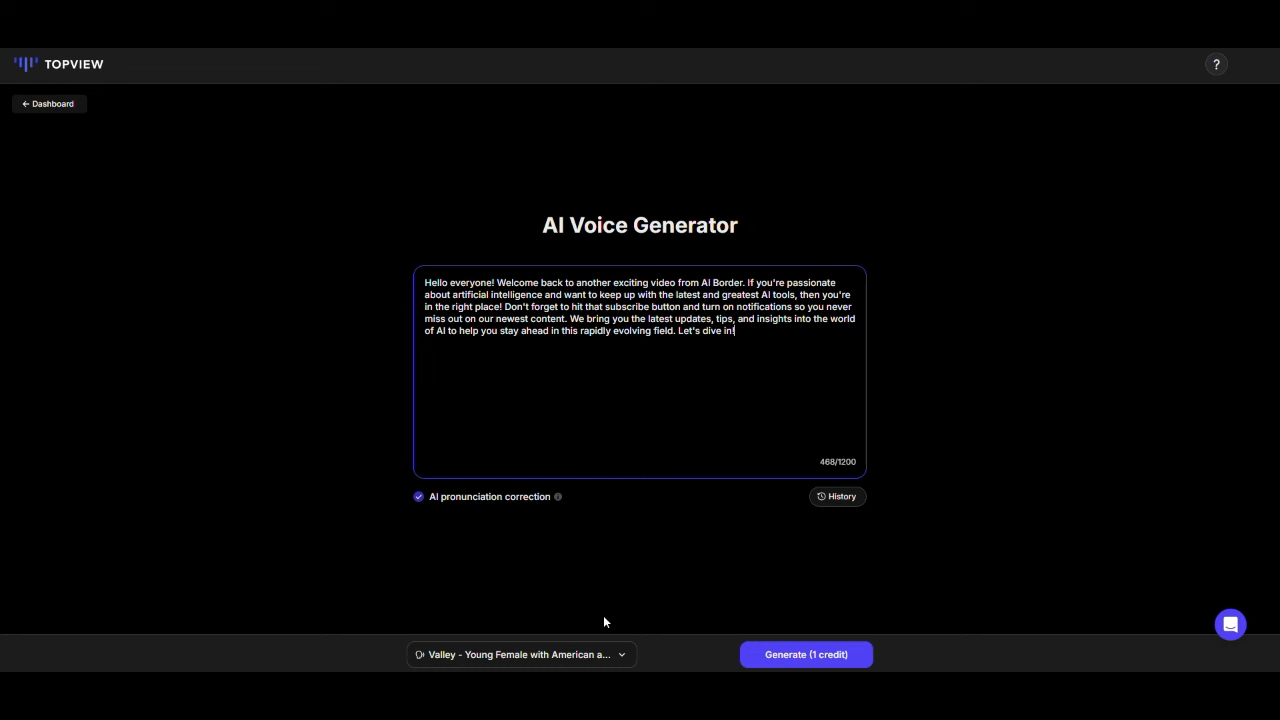 TOPVIEW
?
← Dashboard
AI Voice Generator
Hello everyone! Welcome back to another exciting video from AI Border. If you're passionate
about artificial intelligence and want to keep up with the latest and greatest AI tools, then you're
in the right place! Don't forget to hit that subscribe button and turn on notifications so you never
miss out on our newest content. We bring you the latest updates, tips, and insights into the world
of AI to help you stay ahead in this rapidly evolving field. Let's dive in!
468/1200
AI pronunciation correction
History
Valley - Young Female with American a...
Generate (1 credit)